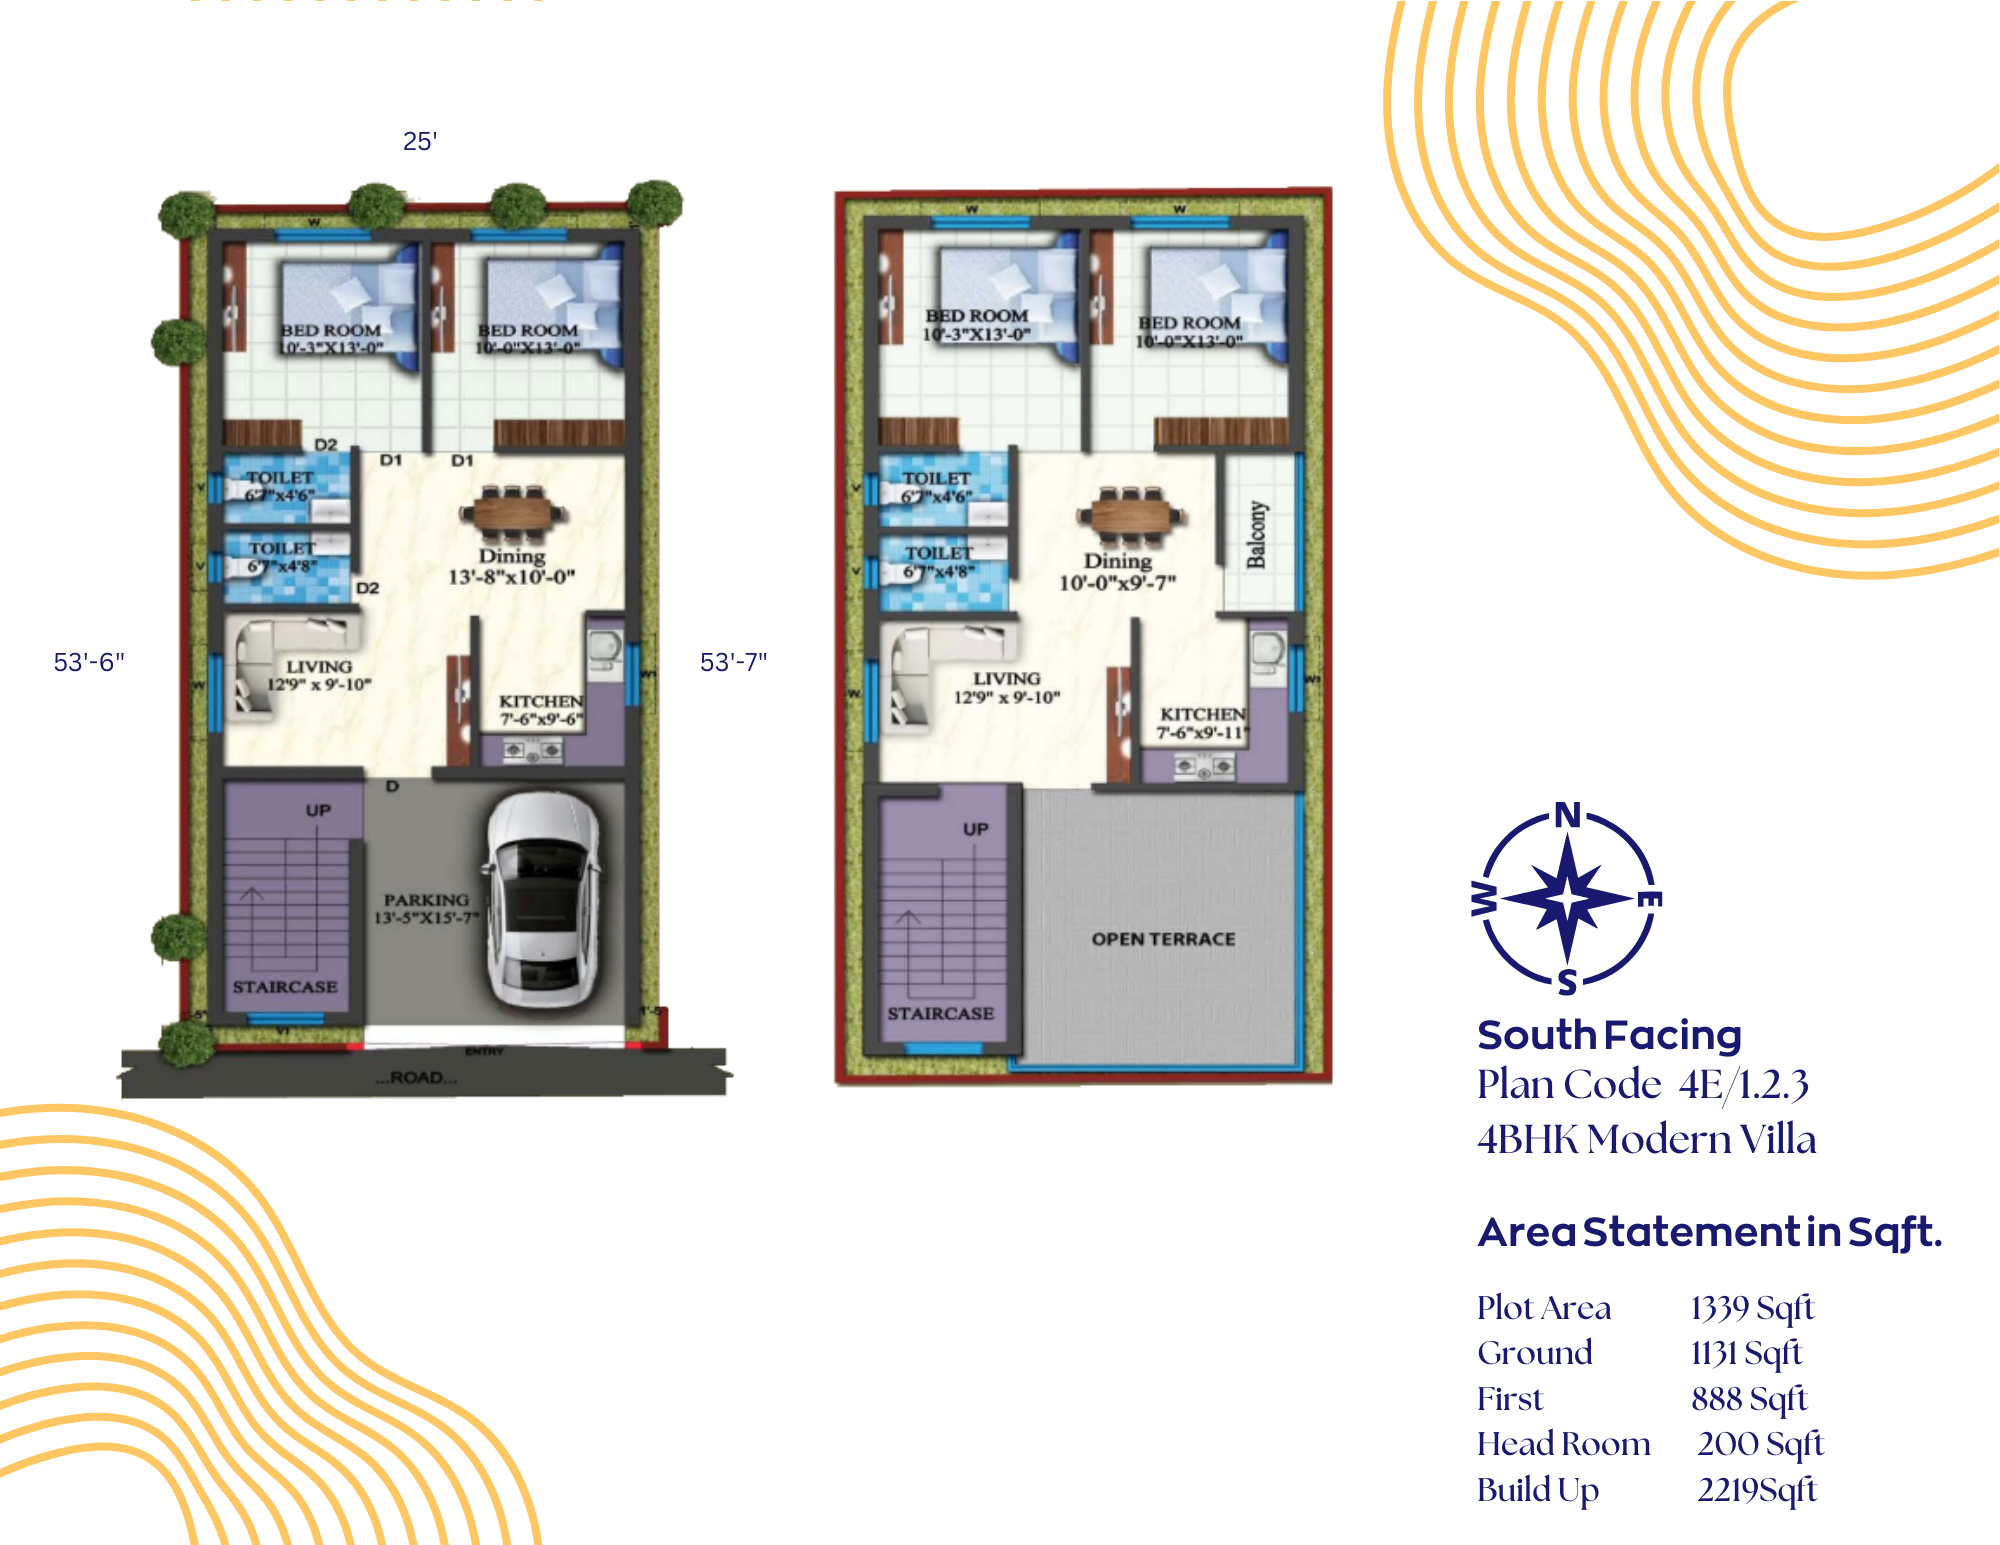 25'
W
BED ROOM
10'-3"X13'-0"
BED ROOM
10'-0"X13'-0"
D2
D1
D1
TOILET
6'7"x4'6"
V
TOILET
6'7"x4'8"
V
D2
Dining
13'-8"x10'-0"
53'-6"
53'-7"
LIVING
12'9" x 9'-10"
W
W1
KITCHEN
7'-6"x9'-6"
D
UP
PARKING
13'-5"X15'-7"
STAIRCASE
V1
ENTRY
...ROAD...
W
W
BED ROOM
10'-3"X13'-0"
BED ROOM
10'-0"X13'-0"
TOILET
6'7"x4'6"
V
TOILET
6'7"x4'8"
V
Dining
10'-0"x9'-7"
Balcony
LIVING
12'9" x 9'-10"
W
W1
KITCHEN
7'-6"x9'-11"
UP
OPEN TERRACE
STAIRCASE
N
W
E
S
South Facing
Plan Code 4E/1.2.3
4BHK Modern Villa
Area Statement in Sqft.
Plot Area 1339 Sqft
Ground 1131 Sqft
First 888 Sqft
Head Room 200 Sqft
Build Up 2219Sqft